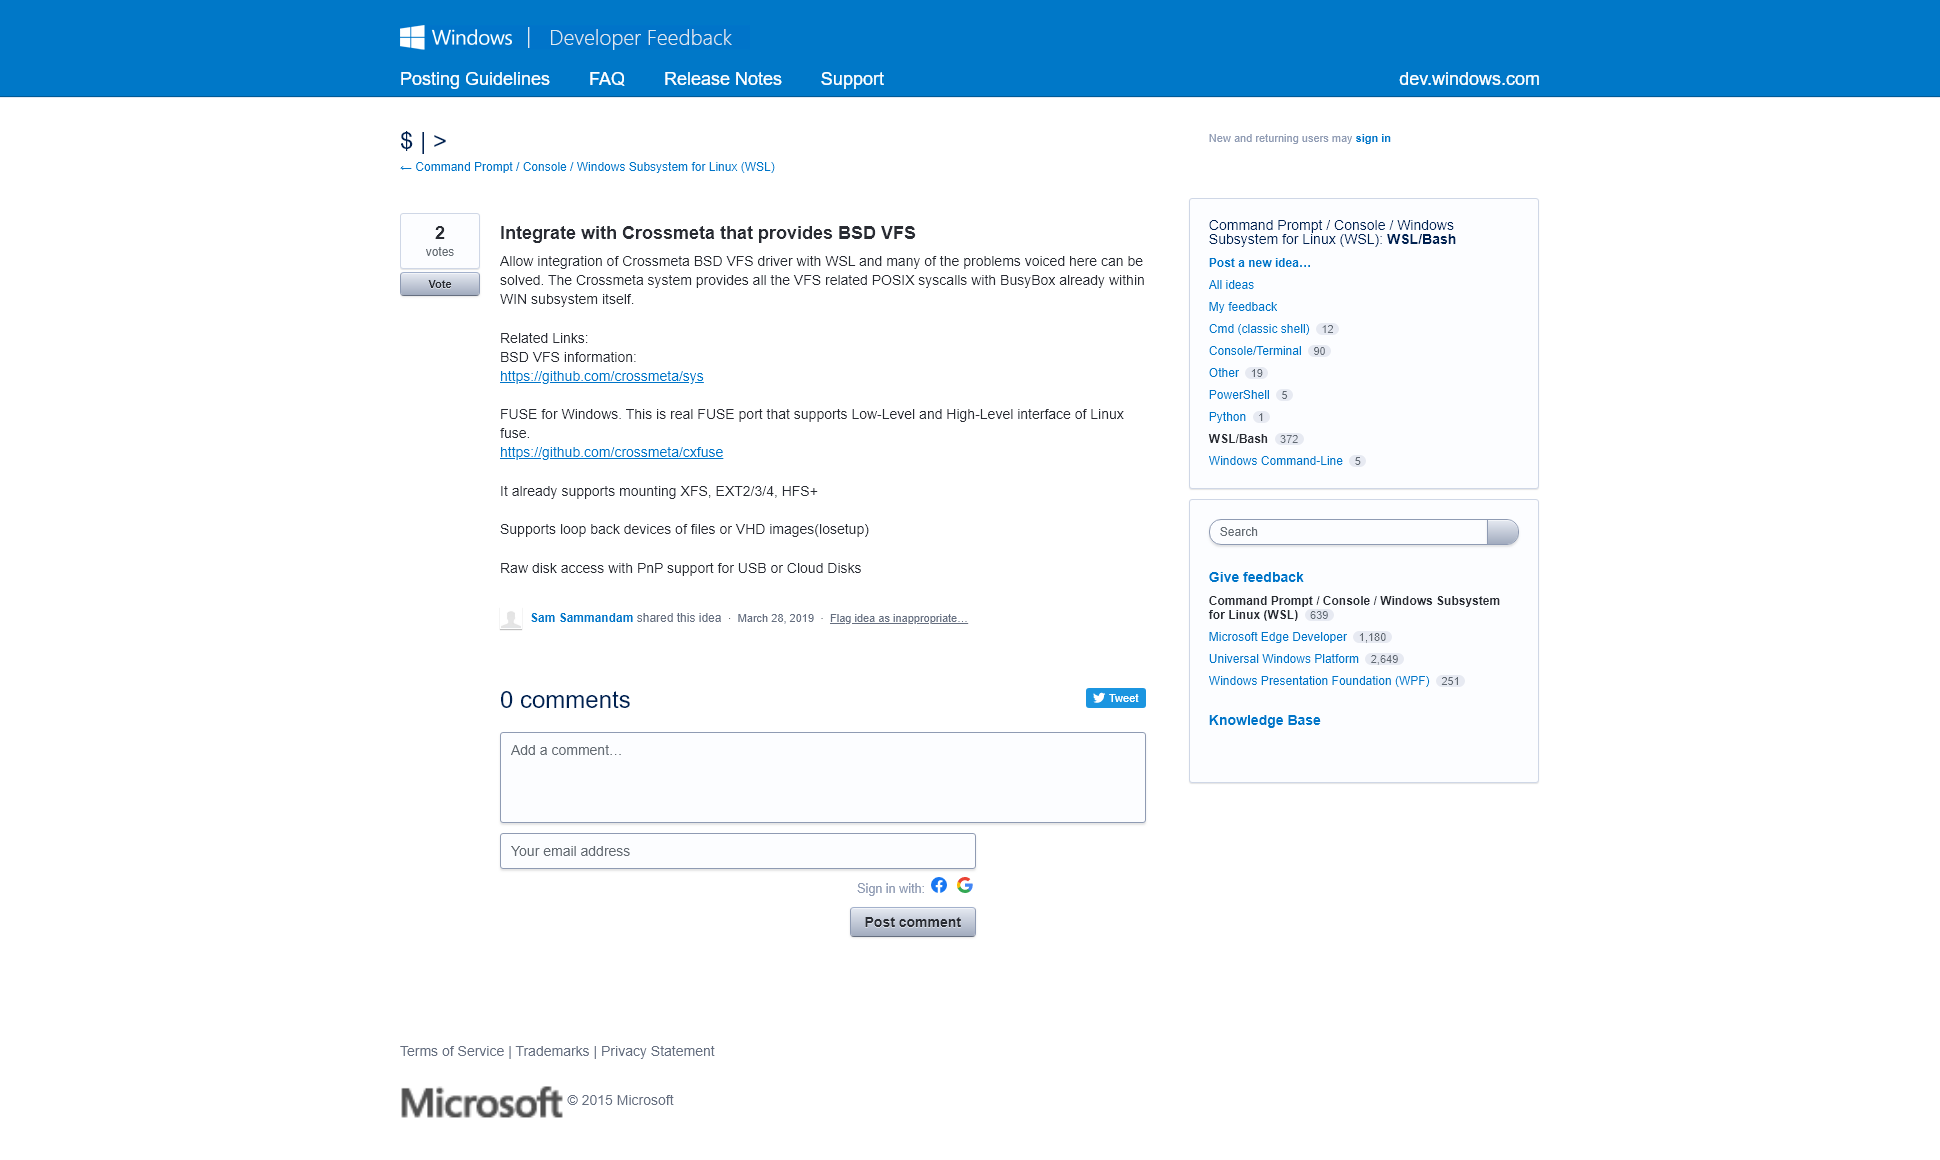 Windows | Developer Feedback
Posting Guidelines FAQ Release Notes Support dev.windows.com
$ | >
← Command Prompt / Console / Windows Subsystem for Linux (WSL)
New and returning users may sign in
2
votes
Vote
Integrate with Crossmeta that provides BSD VFS
Allow integration of Crossmeta BSD VFS driver with WSL and many of the problems voiced here can be
solved. The Crossmeta system provides all the VFS related POSIX syscalls with BusyBox already within
WIN subsystem itself.
Related Links:
BSD VFS information:
https://github.com/crossmeta/sys
FUSE for Windows. This is real FUSE port that supports Low-Level and High-Level interface of Linux
fuse.
https://github.com/crossmeta/cxfuse
It already supports mounting XFS, EXT2/3/4, HFS+
Supports loop back devices of files or VHD images(losetup)
Raw disk access with PnP support for USB or Cloud Disks
Sam Sammandam shared this idea · March 28, 2019 · Flag idea as inappropriate…
0 comments
Tweet
Add a comment…
Your email address
Sign in with:
Post comment
Command Prompt / Console / Windows
Subsystem for Linux (WSL): WSL/Bash
Post a new idea…
All ideas
My feedback
Cmd (classic shell) 12
Console/Terminal 90
Other 19
PowerShell 5
Python 1
WSL/Bash 372
Windows Command-Line 5
Search
Give feedback
Command Prompt / Console / Windows Subsystem
for Linux (WSL) 639
Microsoft Edge Developer 1,180
Universal Windows Platform 2,649
Windows Presentation Foundation (WPF) 251
Knowledge Base
Terms of Service | Trademarks | Privacy Statement
Microsoft © 2015 Microsoft